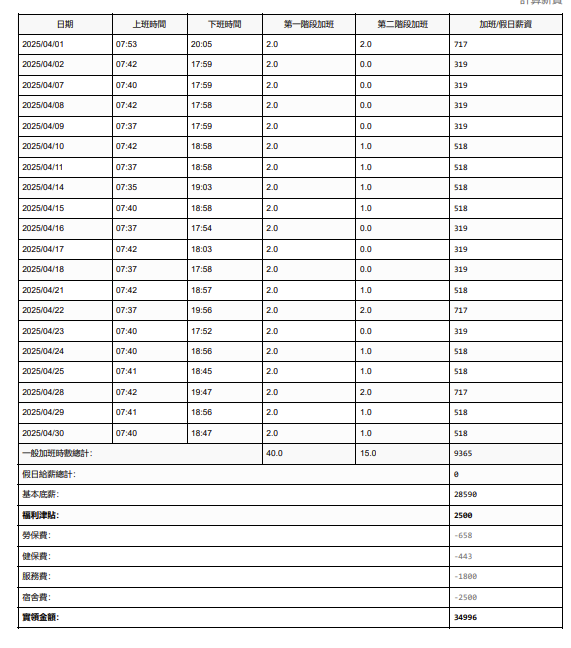 計算薪資
日期 上班時間 下班時間 第一階段加班 第二階段加班 加班/假日薪資
2025/04/01 07:53 20:05 2.0 2.0 717
2025/04/02 07:42 17:59 2.0 0.0 319
2025/04/07 07:40 17:59 2.0 0.0 319
2025/04/08 07:42 17:58 2.0 0.0 319
2025/04/09 07:37 17:59 2.0 0.0 319
2025/04/10 07:42 18:58 2.0 1.0 518
2025/04/11 07:37 18:58 2.0 1.0 518
2025/04/14 07:35 19:03 2.0 1.0 518
2025/04/15 07:40 18:58 2.0 1.0 518
2025/04/16 07:37 17:54 2.0 0.0 319
2025/04/17 07:42 18:03 2.0 0.0 319
2025/04/18 07:37 17:58 2.0 0.0 319
2025/04/21 07:42 18:57 2.0 1.0 518
2025/04/22 07:37 19:56 2.0 2.0 717
2025/04/23 07:40 17:52 2.0 0.0 319
2025/04/24 07:40 18:56 2.0 1.0 518
2025/04/25 07:41 18:45 2.0 1.0 518
2025/04/28 07:42 19:47 2.0 2.0 717
2025/04/29 07:41 18:56 2.0 1.0 518
2025/04/30 07:40 18:47 2.0 1.0 518
一般加班時數總計: 40.0 15.0 9365
假日給薪總計: 0
基本底薪: 28590
福利津貼: 2500
勞保費: -658
健保費: -443
服務費: -1800
宿舍費: -2500
實領金額: 34996